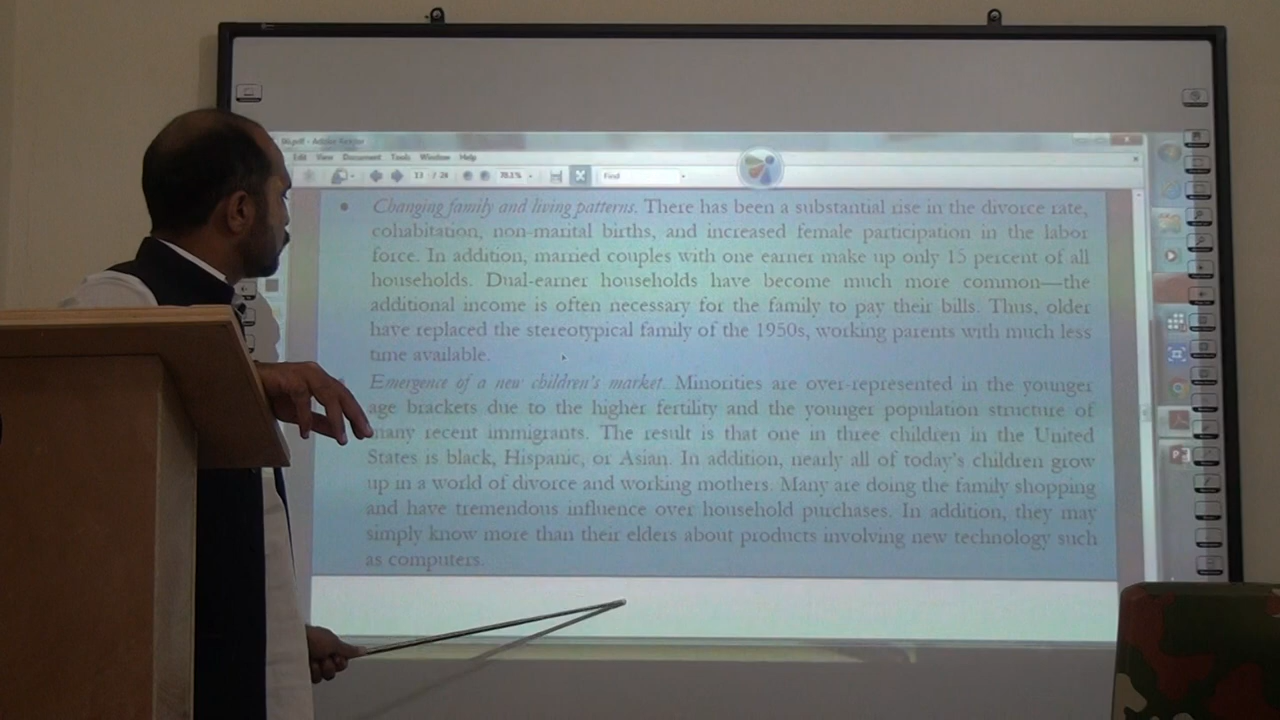 06.pdf - Adobe Reader
Edit View Document Tools Window Help
13 / 24 70.1% Find
• Changing family and living patterns. There has been a substantial rise in the divorce rate,
cohabitation, non-marital births, and increased female participation in the labor
force. In addition, married couples with one earner make up only 15 percent of all
households. Dual-earner households have become much more common—the
additional income is often necessary for the family to pay their bills. Thus, older
have replaced the stereotypical family of the 1950s, working parents with much less
time available.
Emergence of a new children's market. Minorities are over-represented in the younger
age brackets due to the higher fertility and the younger population structure of
many recent immigrants. The result is that one in three children in the United
States is black, Hispanic, or Asian. In addition, nearly all of today's children grow
up in a world of divorce and working mothers. Many are doing the family shopping
and have tremendous influence over household purchases. In addition, they may
simply know more than their elders about products involving new technology such
as computers.